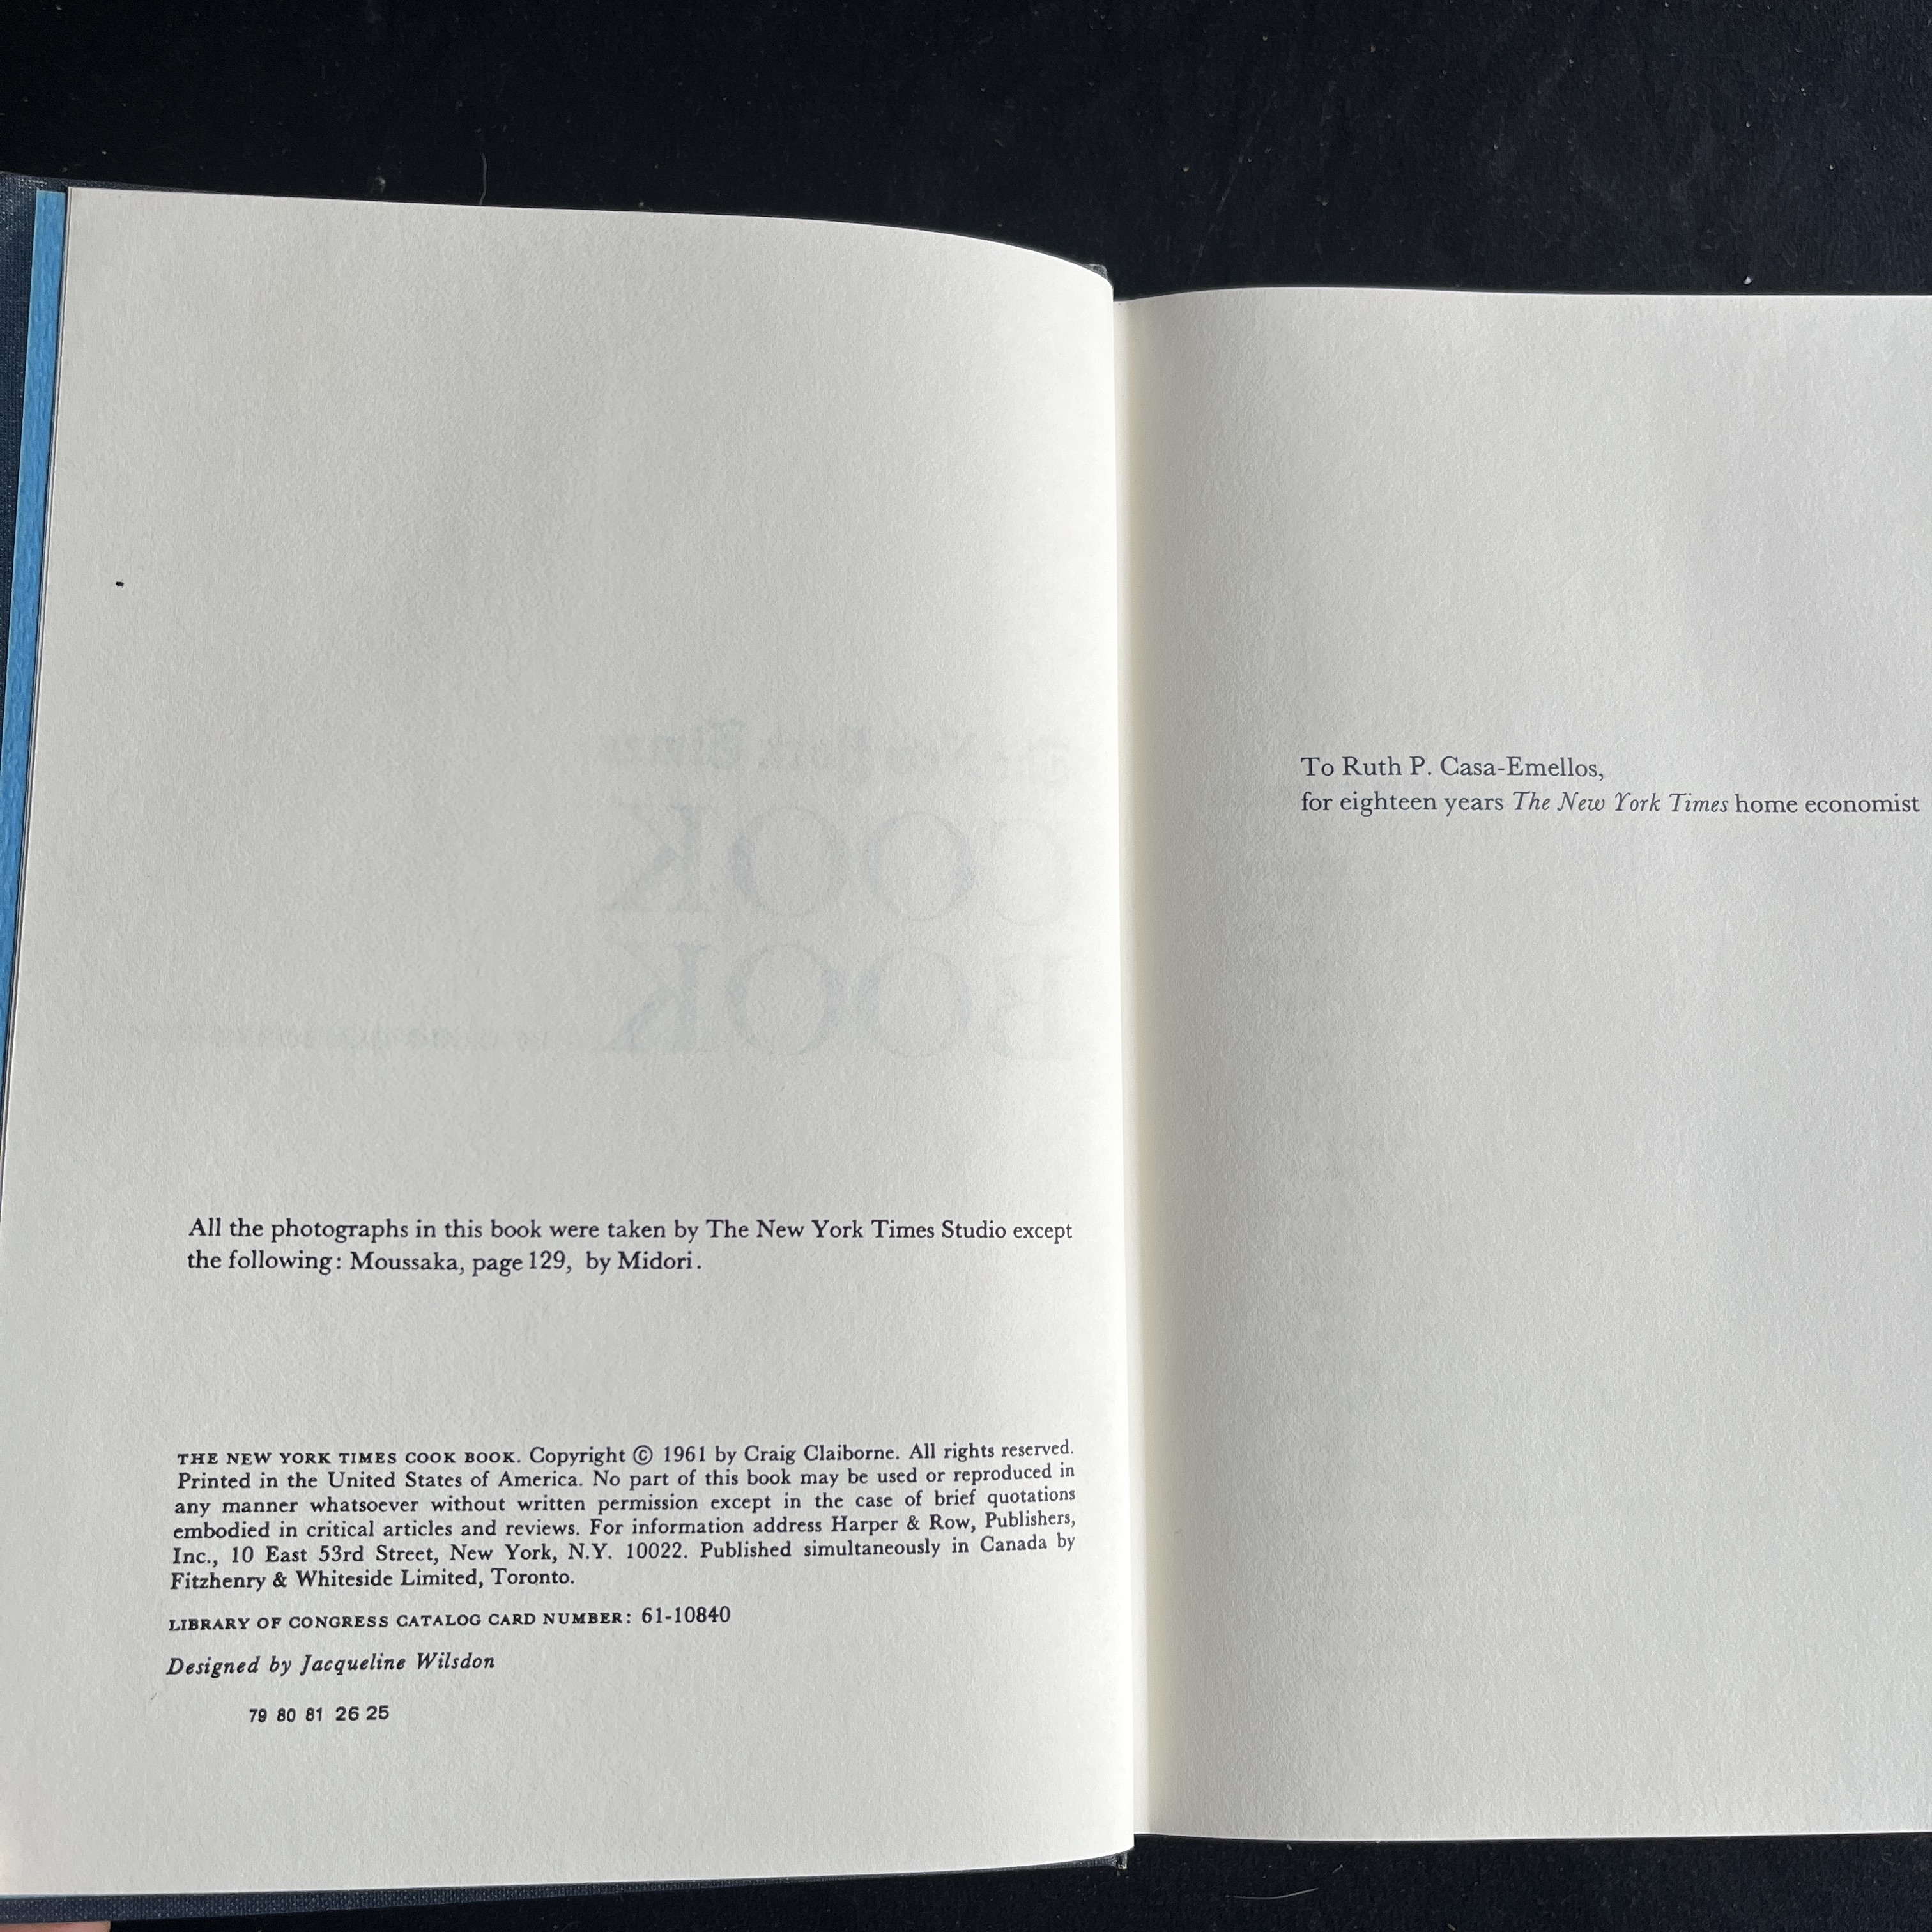 All the photographs in this book were taken by The New York Times Studio except
the following: Moussaka, page 129, by Midori.
THE NEW YORK TIMES COOK BOOK. Copyright © 1961 by Craig Claiborne. All rights reserved.
Printed in the United States of America. No part of this book may be used or reproduced in
any manner whatsoever without written permission except in the case of brief quotations
embodied in critical articles and reviews. For information address Harper & Row, Publishers,
Inc., 10 East 53rd Street, New York, N.Y. 10022. Published simultaneously in Canada by
Fitzhenry & Whiteside Limited, Toronto.
LIBRARY OF CONGRESS CATALOG CARD NUMBER: 61-10840
Designed by Jacqueline Wilsdon
79 80 81 26 25
To Ruth P. Casa-Emellos,
for eighteen years The New York Times home economist